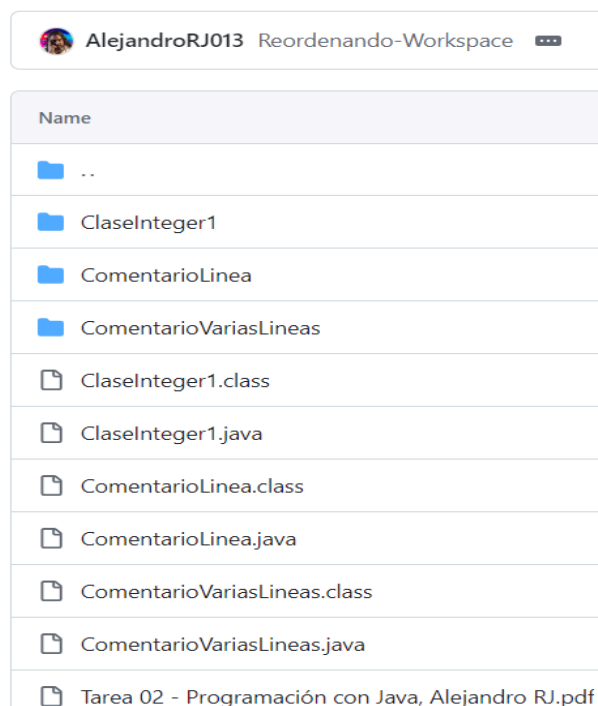 AlejandroRJ013 Reordenando-Workspace
Name
..
ClaseInteger1
ComentarioLinea
ComentarioVariasLineas
ClaseInteger1.class
ClaseInteger1.java
ComentarioLinea.class
ComentarioLinea.java
ComentarioVariasLineas.class
ComentarioVariasLineas.java
Tarea 02 - Programación con Java, Alejandro RJ.pdf